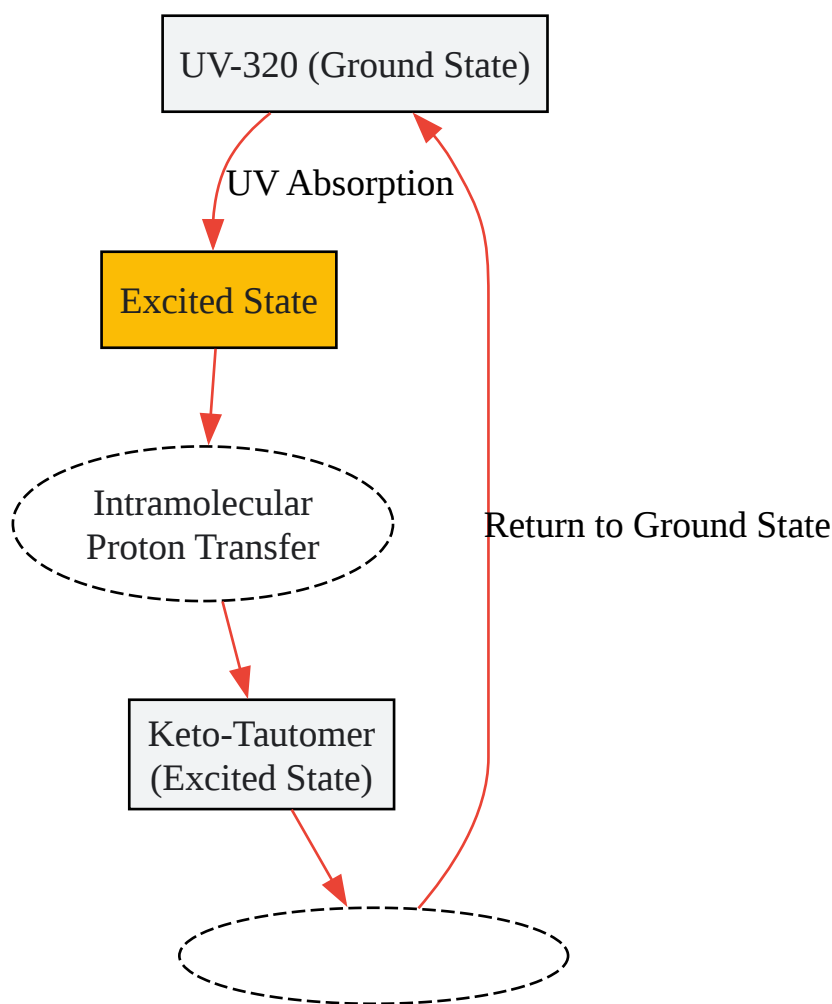 UV-320 (Ground State)
UV Absorption
Excited State
Intramolecular
Proton Transfer
Return to Ground State
Keto-Tautomer
(Excited State)